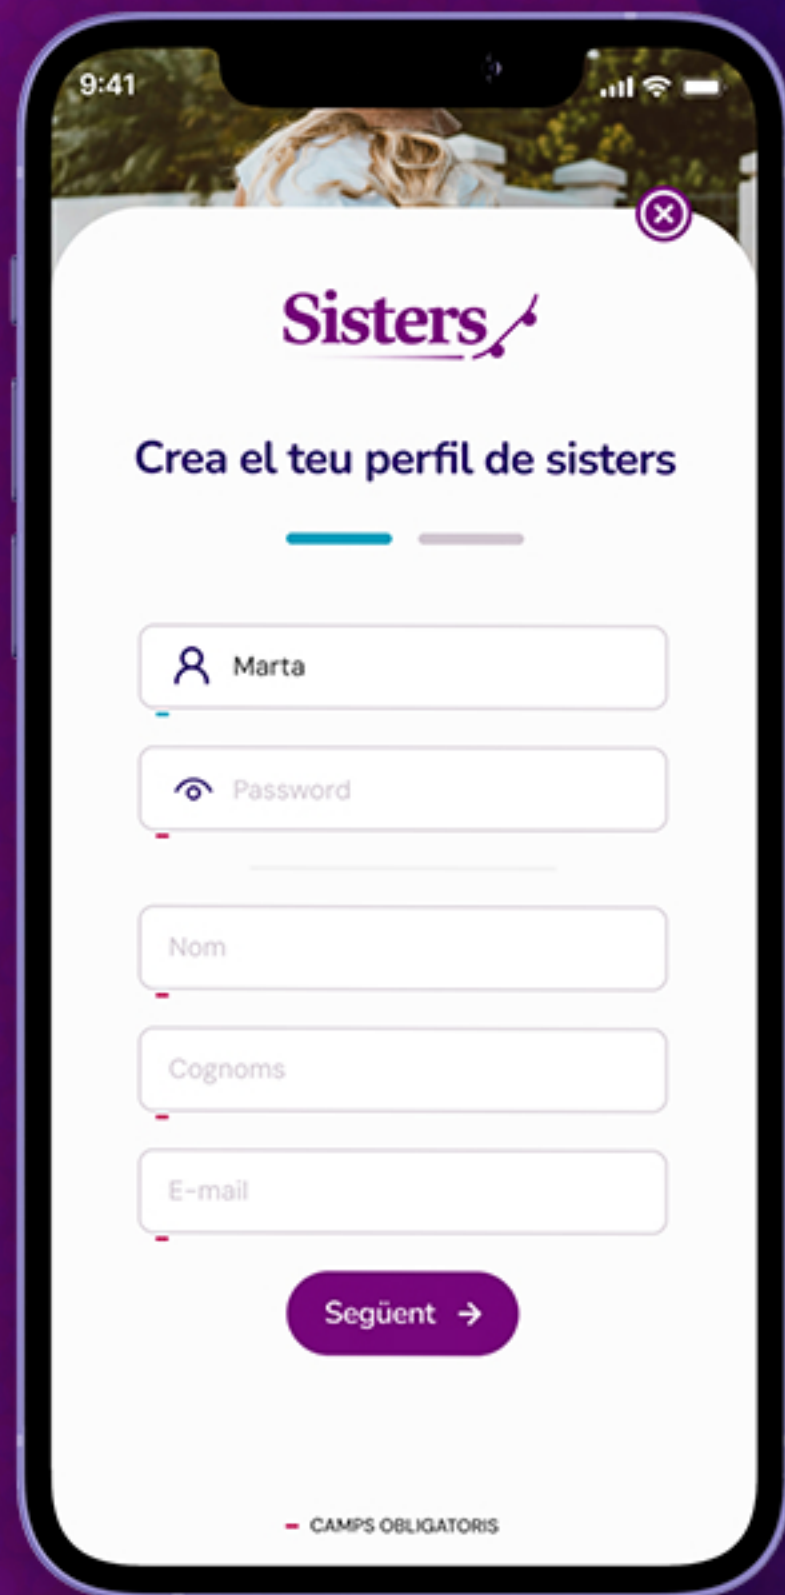 9:41
Sisters
Crea el teu perfil de sisters
Marta
Password
Nom
Cognoms
E-mail
Següent →
CAMPS OBLIGATORIS